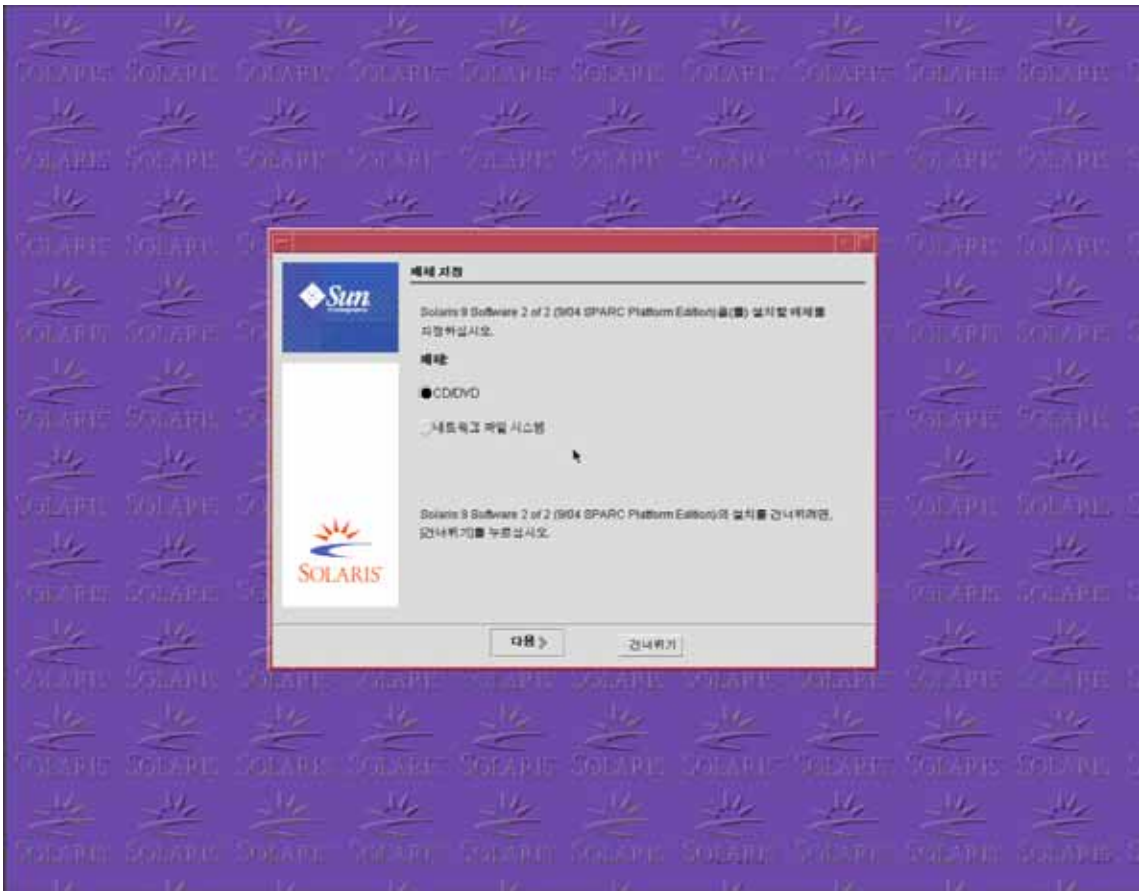 매체 지정
Sun
Solaris 9 Software 2 of 2 (9/04 SPARC Platform Edition)을(를) 설치할 매체를
지정하십시오.
매체:
CD/DVD
네트워크 파일 시스템
Solaris 9 Software 2 of 2 (9/04 SPARC Platform Edition)의 설치를 건너뛰려면,
[건너뛰기]를 누르십시오.
SOLARIS
다음
건너뛰기